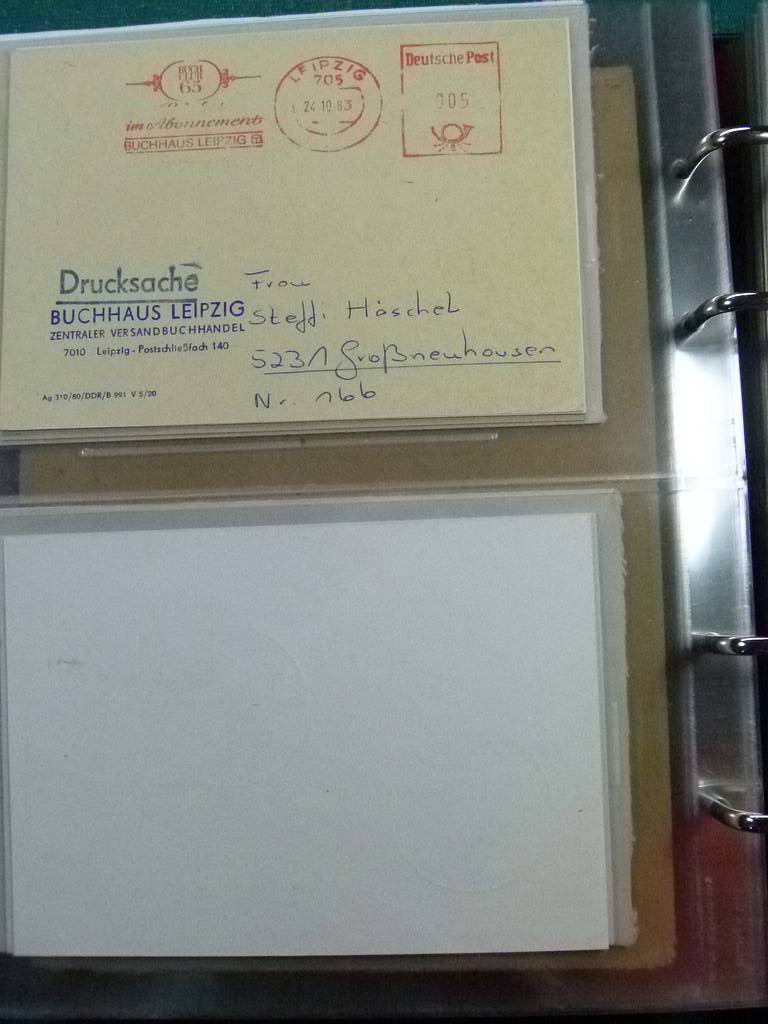 BUCH
CLUB
65
im Abonnement
BUCHHAUS LEIPZIG
LEIPZIG
705
24.10.83
Deutsche Post
005
Drucksache
BUCHHAUS LEIPZIG
ZENTRALER VERSANDBUCHHANDEL
7010 Leipzig - Postschließfach 140
Ag 310/80/DDR/B 991 V 5/20
Frau
Steffi Höschel
5231 Großneuhausen
Nr. 166